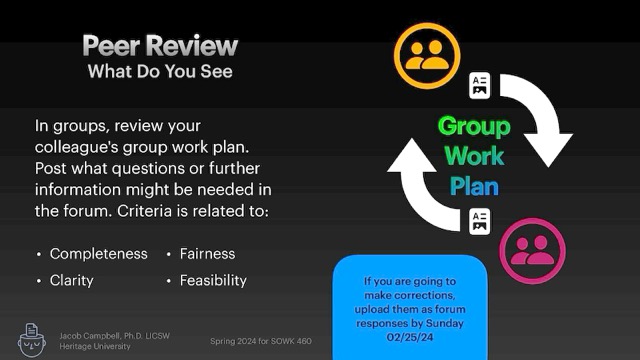 Peer Review
What Do You See
In groups, review your
colleague's group work plan.
Post what questions or further
information might be needed in
the forum. Criteria is related to:
• Completeness • Fairness
• Clarity • Feasibility
Group
Work
Plan
If you are going to
make corrections,
upload them as forum
responses by Sunday
02/25/24
Jacob Campbell, Ph.D. LICSW
Heritage University
Spring 2024 for SOWK 460